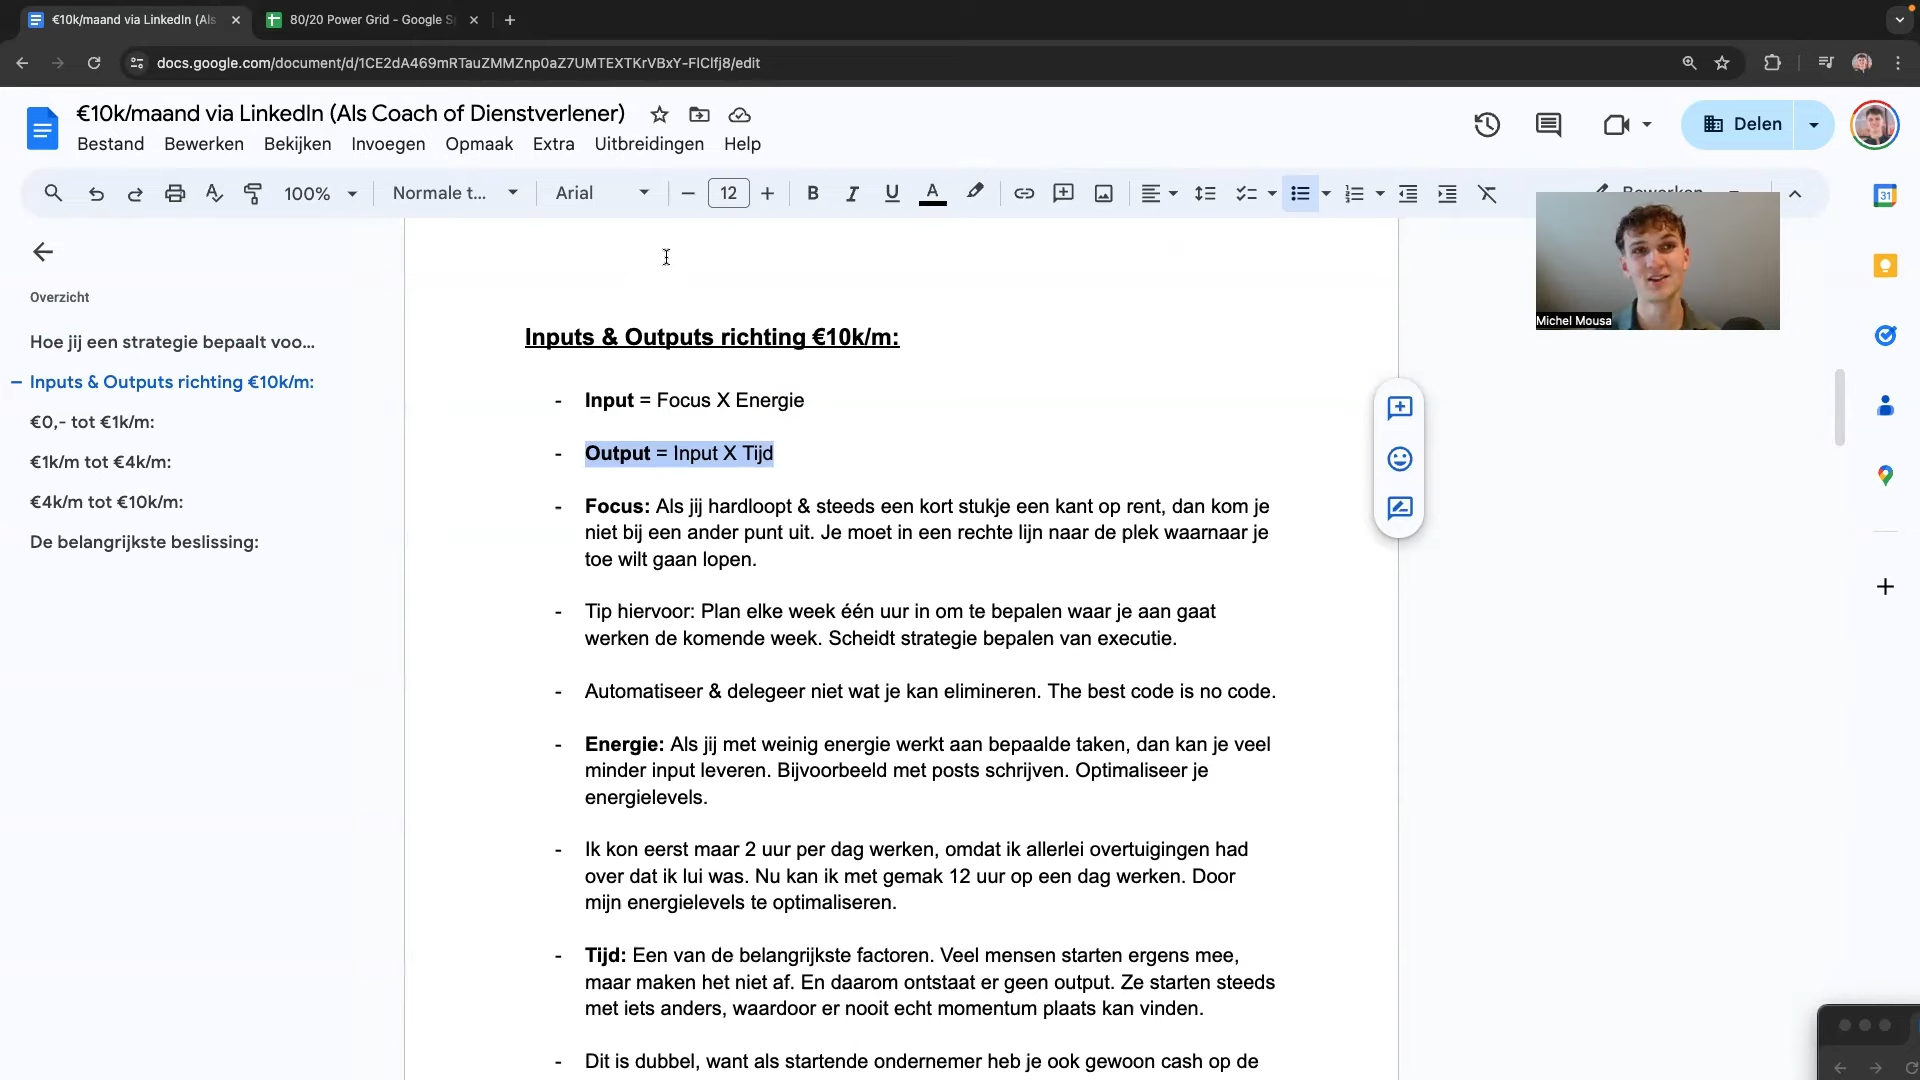 €10k/maand via LinkedIn (Als
80/20 Power Grid - Google S
docs.google.com/document/d/1CE2dA469mRTauZMMZnp0aZ7UMTEXTKrVBxY-FlClfj8/edit
€10k/maand via LinkedIn (Als Coach of Dienstverlener)
Bestand Bewerken Bekijken Invoegen Opmaak Extra Uitbreidingen Help
Delen
100% Normale t... Arial 12
Bewerken
31
Michel Mousa
Overzicht
Hoe jij een strategie bepaalt voo...
Inputs & Outputs richting €10k/m:
€0,- tot €1k/m:
€1k/m tot €4k/m:
€4k/m tot €10k/m:
De belangrijkste beslissing:
Inputs & Outputs richting €10k/m:
- Input = Focus X Energie
- Output = Input X Tijd
- Focus: Als jij hardloopt & steeds een kort stukje een kant op rent, dan kom je
niet bij een ander punt uit. Je moet in een rechte lijn naar de plek waarnaar je
toe wilt gaan lopen.
- Tip hiervoor: Plan elke week één uur in om te bepalen waar je aan gaat
werken de komende week. Scheidt strategie bepalen van executie.
- Automatiseer & delegeer niet wat je kan elimineren. The best code is no code.
- Energie: Als jij met weinig energie werkt aan bepaalde taken, dan kan je veel
minder input leveren. Bijvoorbeeld met posts schrijven. Optimaliseer je
energielevels.
- Ik kon eerst maar 2 uur per dag werken, omdat ik allerlei overtuigingen had
over dat ik lui was. Nu kan ik met gemak 12 uur op een dag werken. Door
mijn energielevels te optimaliseren.
- Tijd: Een van de belangrijkste factoren. Veel mensen starten ergens mee,
maar maken het niet af. En daarom ontstaat er geen output. Ze starten steeds
met iets anders, waardoor er nooit echt momentum plaats kan vinden.
- Dit is dubbel, want als startende ondernemer heb je ook gewoon cash op de